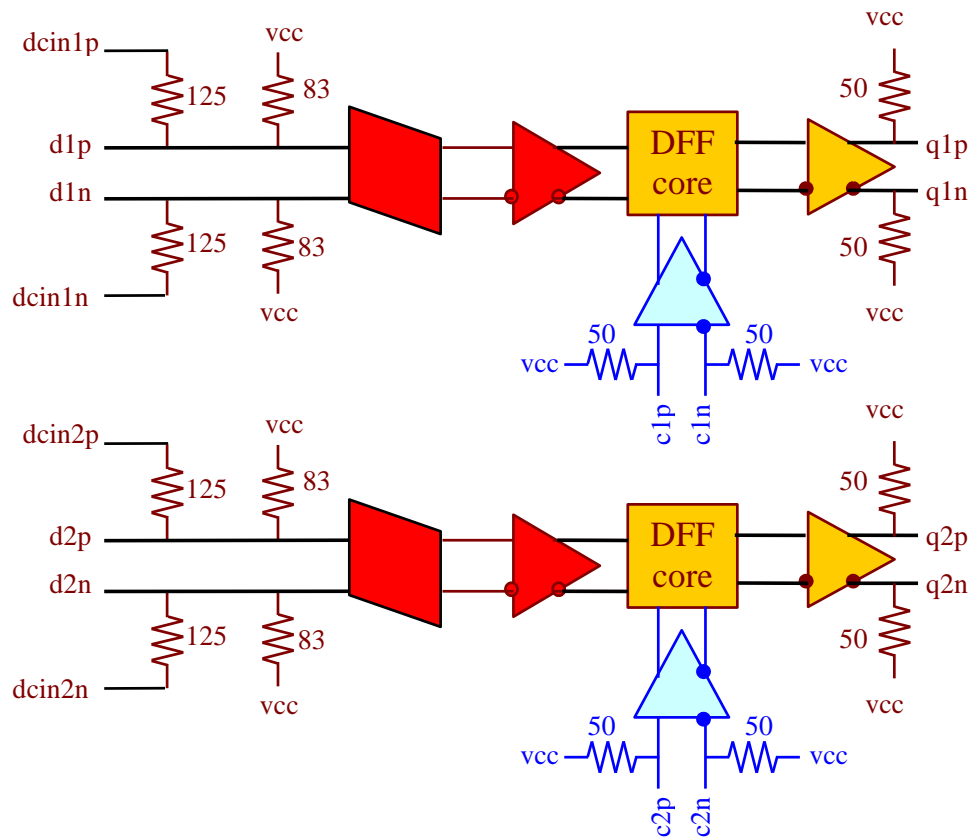 vcc
dcin1p
vcc
125
83
50
d1p
DFF
q1p
d1n
core
q1n
125
83
50
dcin1n
vcc
50
50
vcc
vcc
vcc
c1p
c1n
vcc
dcin2p
vcc
125
83
50
d2p
DFF
q2p
d2n
core
q2n
125
83
50
dcin2n
vcc
50
50
vcc
vcc
vcc
c2p
c2n